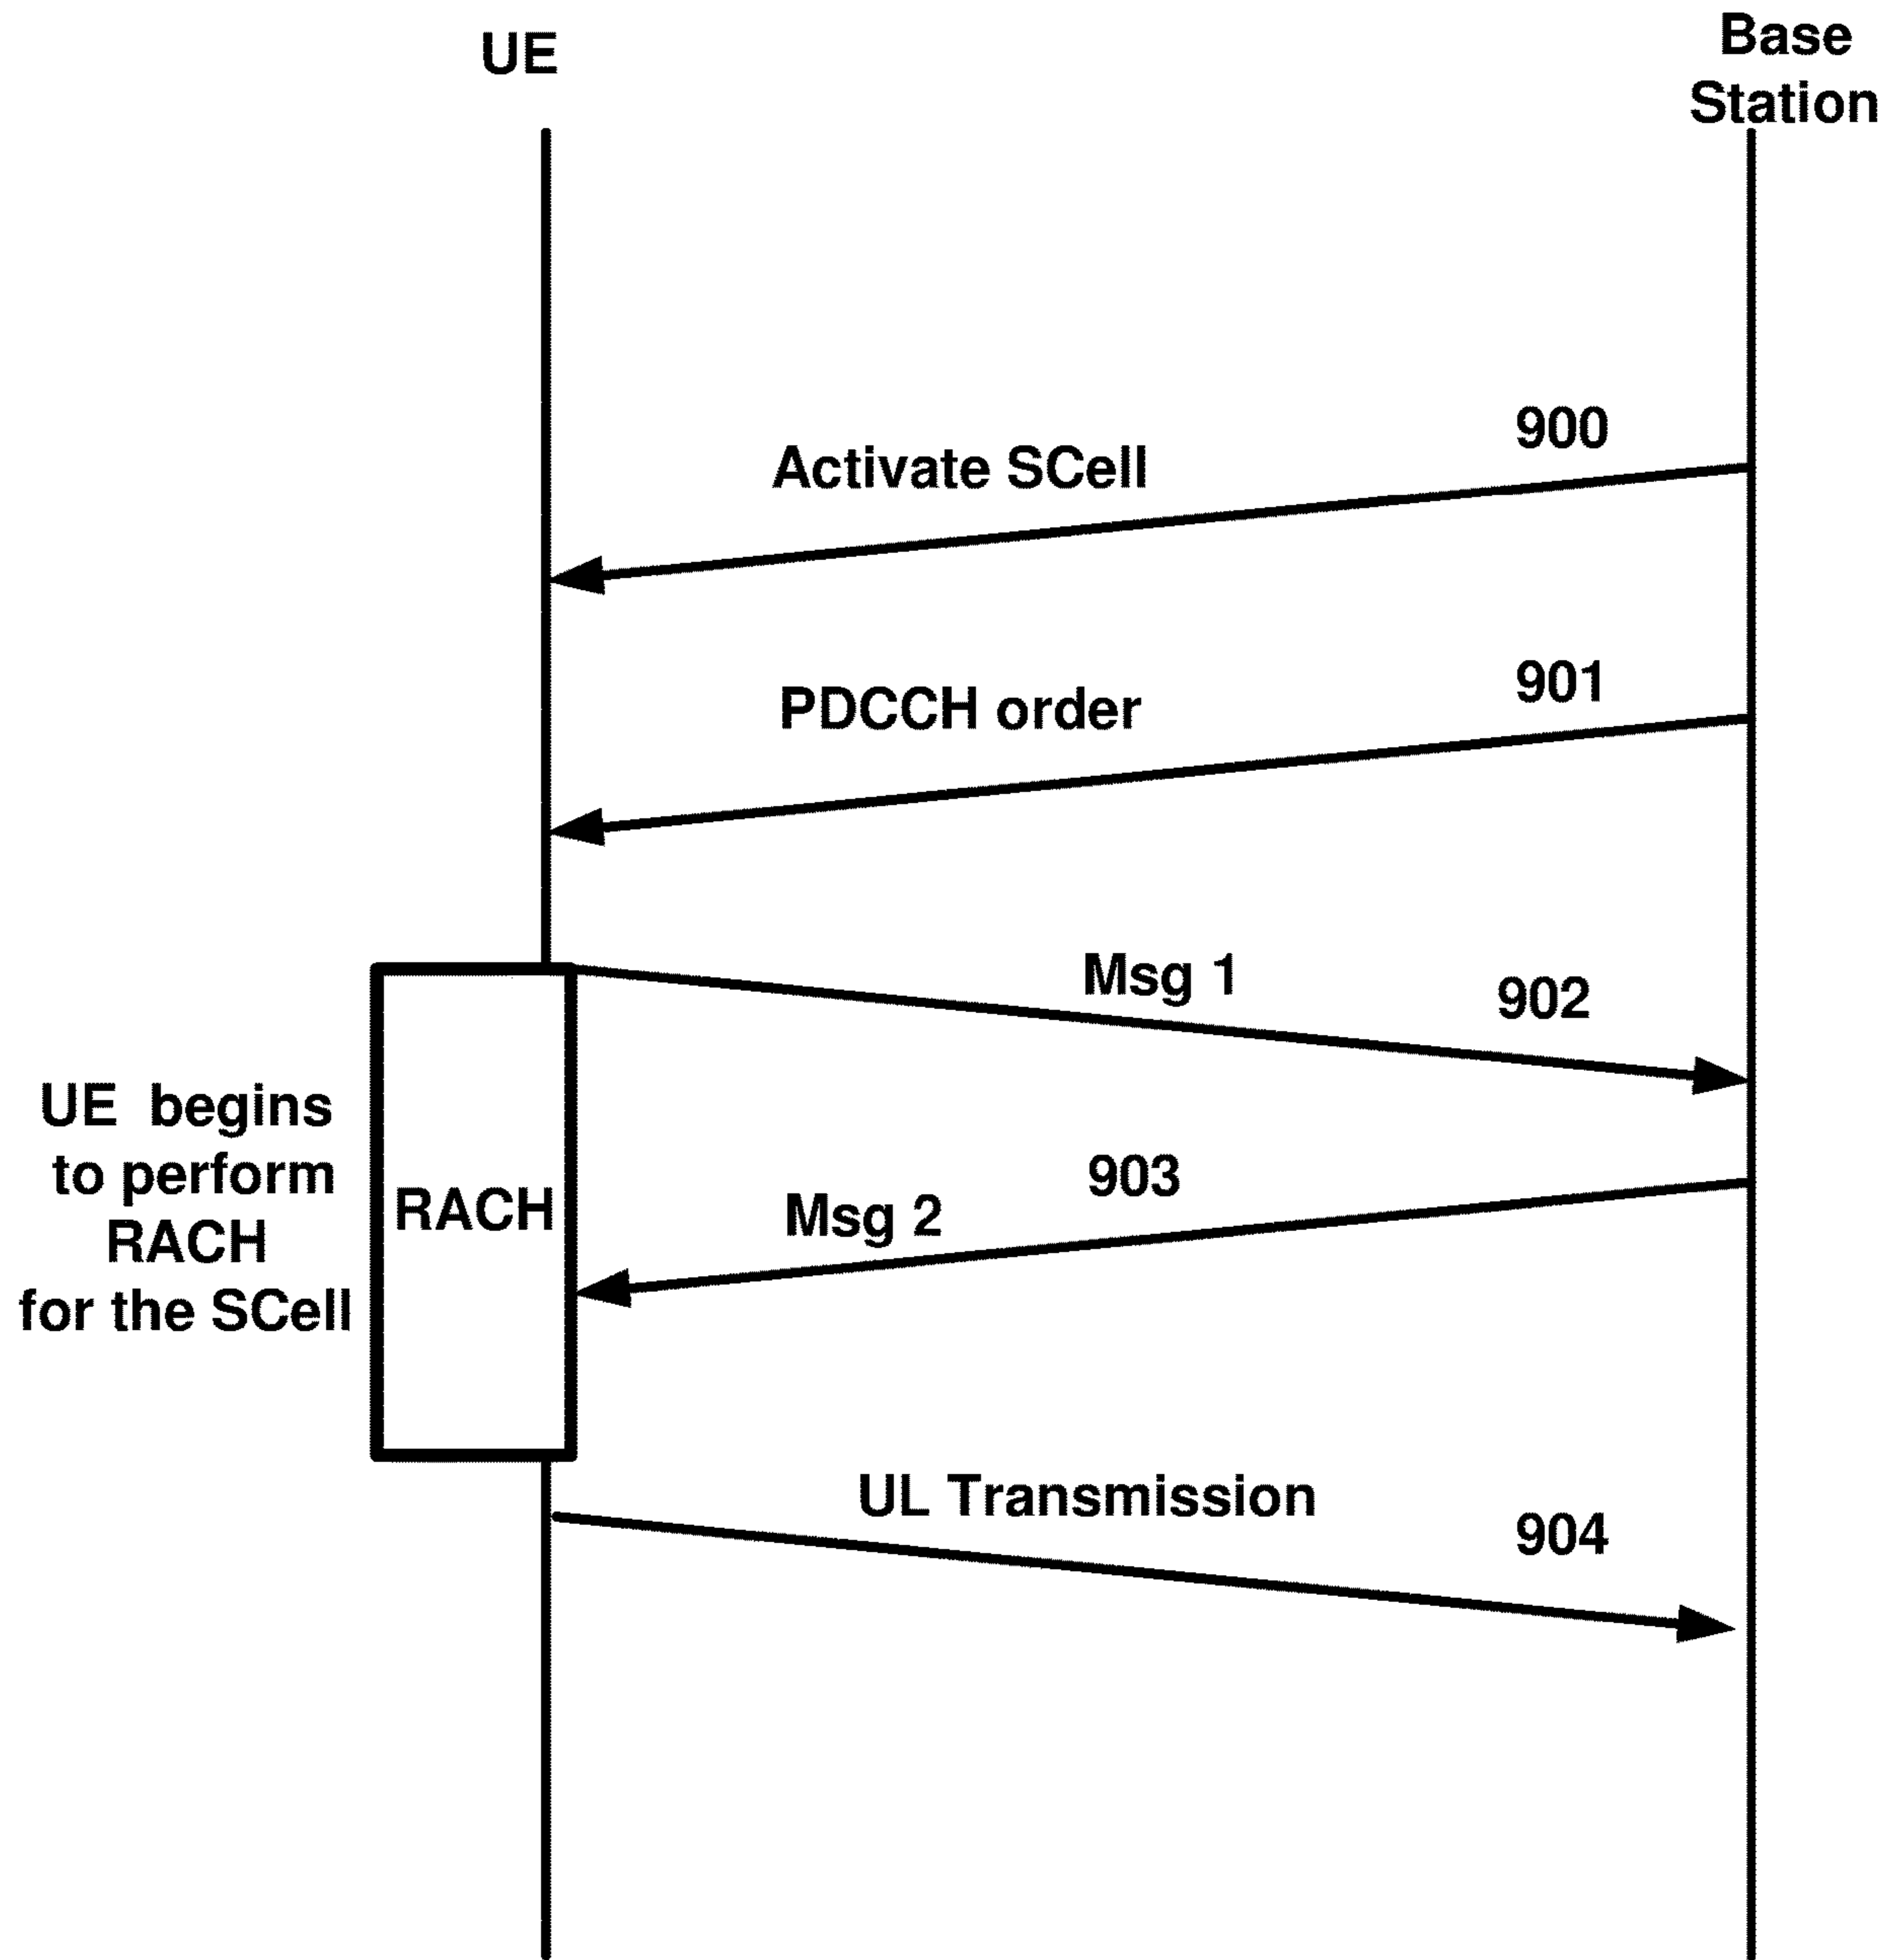 UE
Base
Station
900
Activate SCell
901
PDCCH order
Msg 1
902
UE begins
to perform
RACH
for the SCell
RACH
903
Msg 2
UL Transmission
904